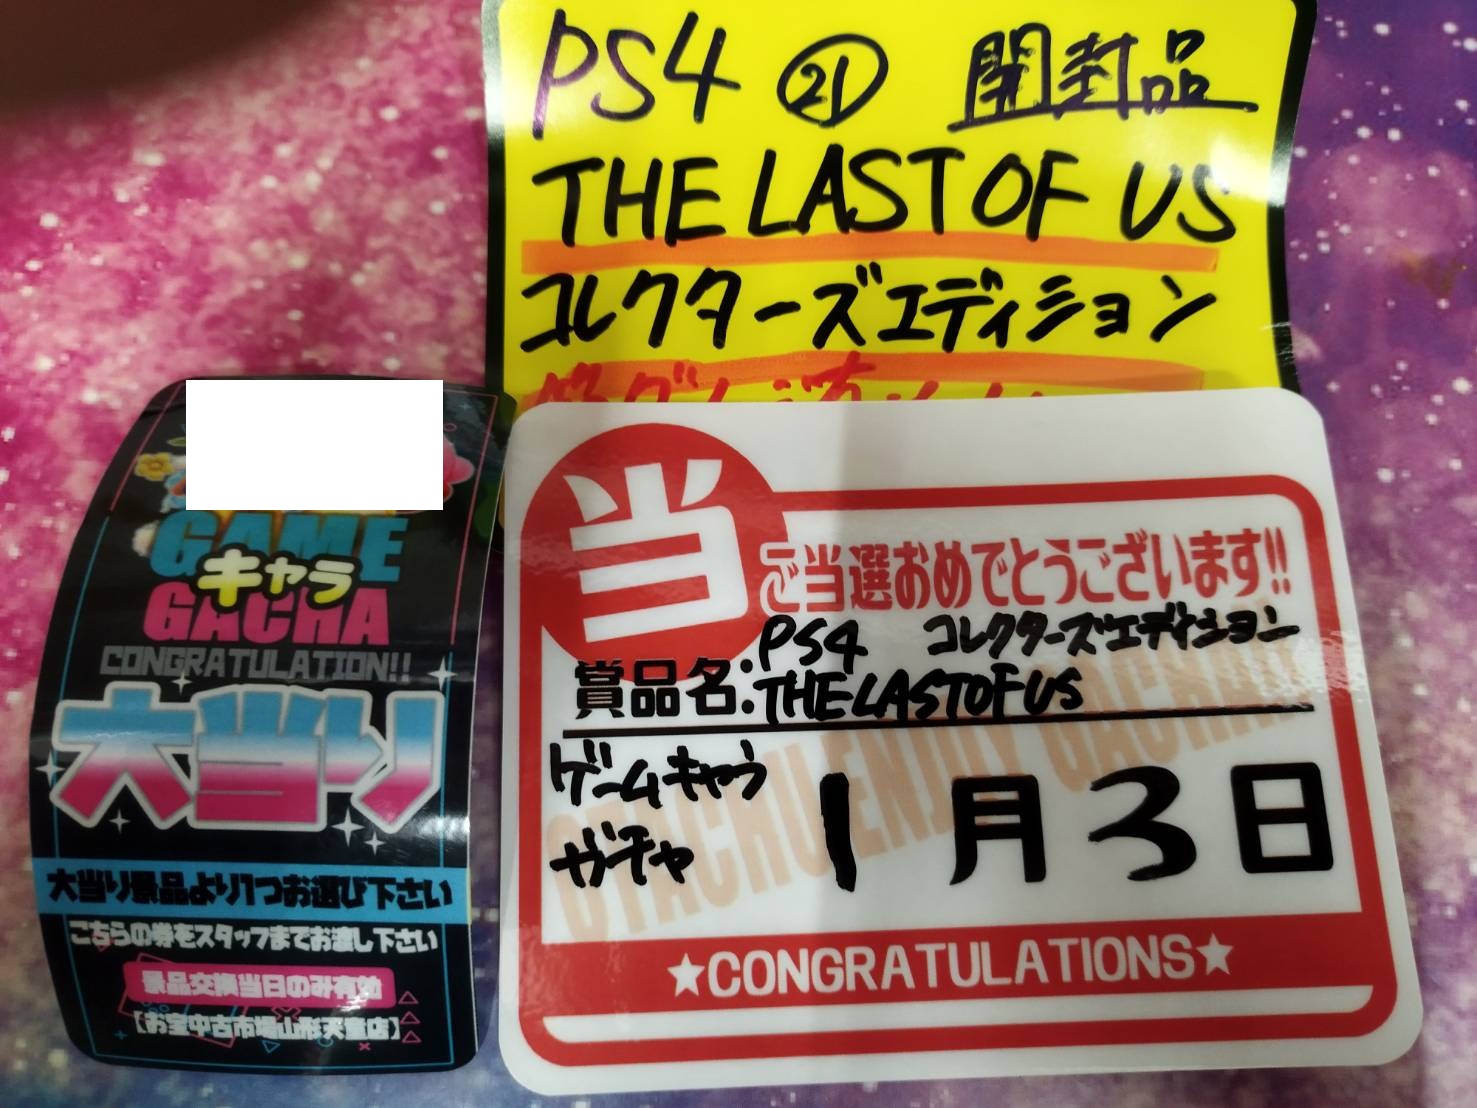 PS4 ㉑ 開封品
THE LAST OF US
コレクターズエディション
GAME
キャラ
GACHA
CONGRATULATION!!
大当り
大当り景品より1つお選び下さい
こちらの券をスタッフまでお渡し下さい
景品交換当日のみ有効
【お宝中古市場山形天童店】
当
ご当選おめでとうございます!!
PS4 コレクターズエディション
賞品名: THE LAST OF US
ゲームキャラ
ガチャ
1月3日
OTACHU ENJOY GACHA
★CONGRATULATIONS★